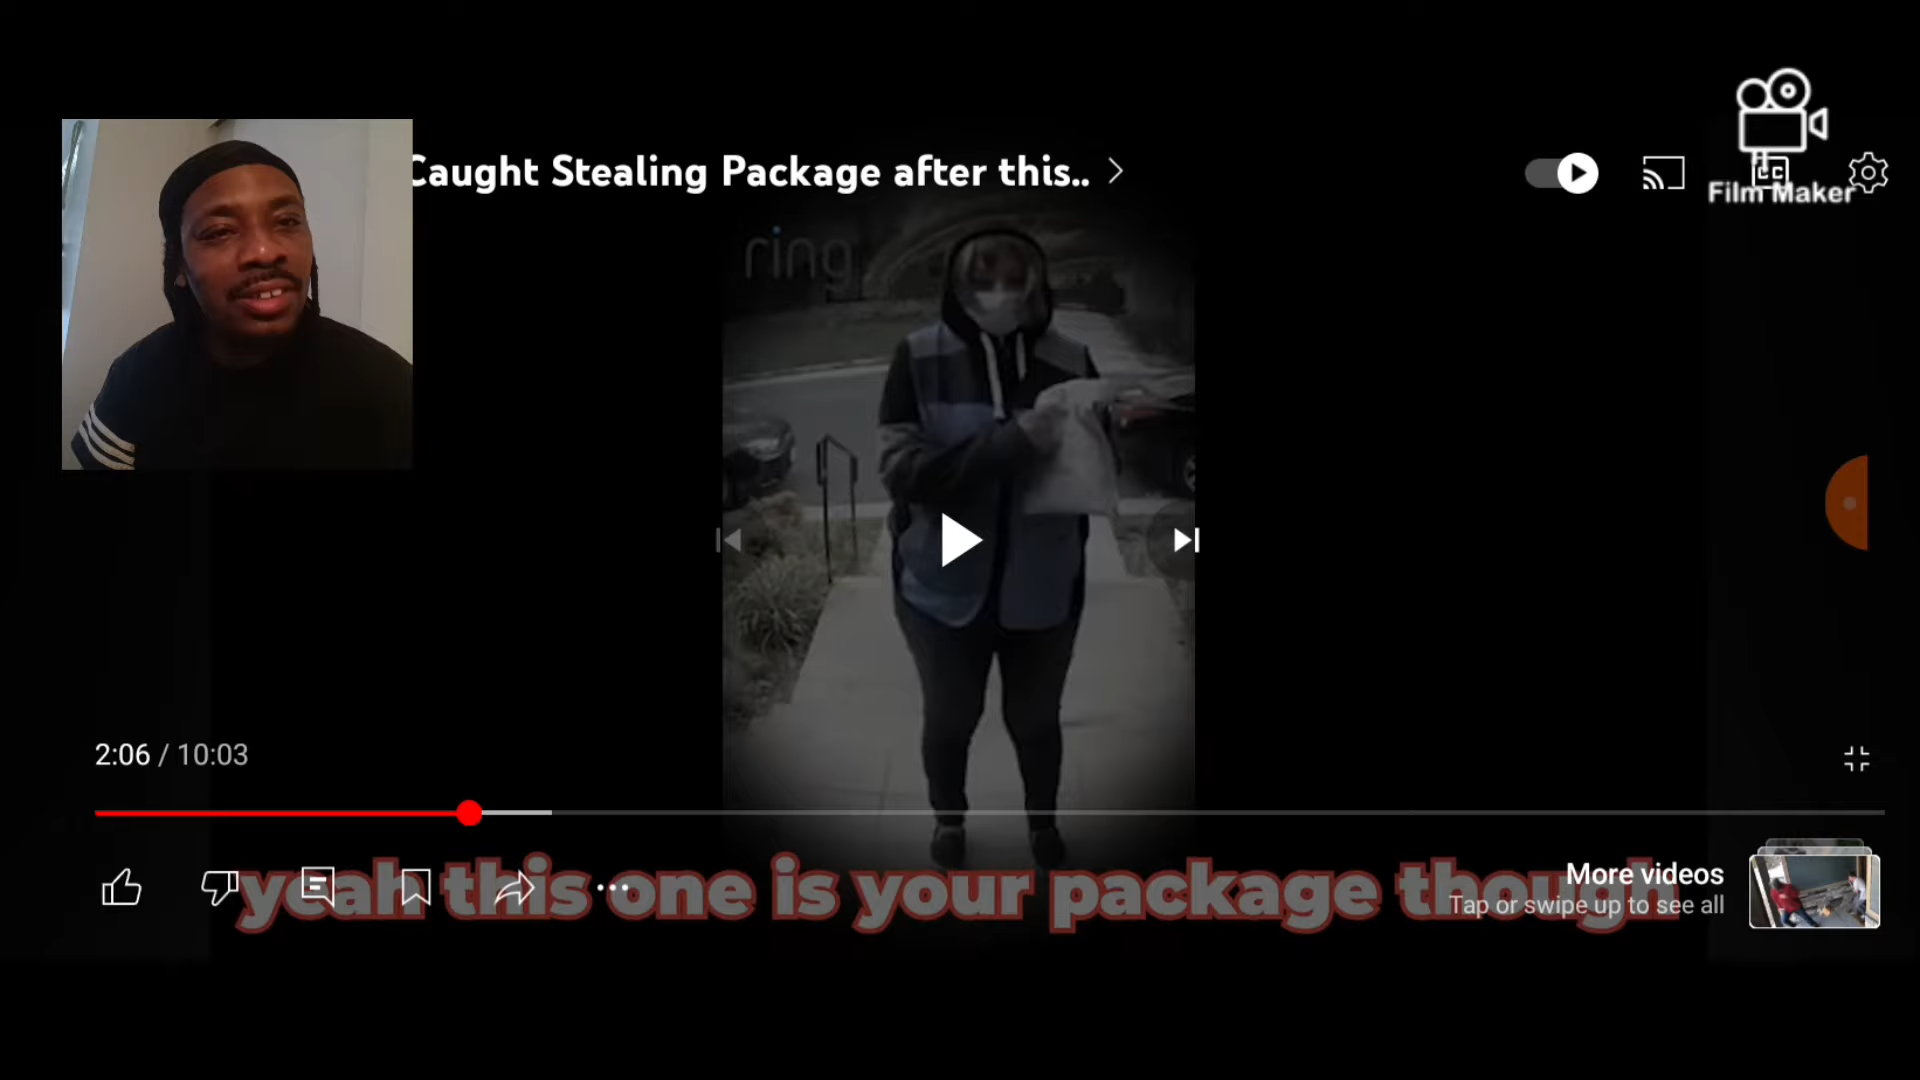 Caught Stealing Package after this..
CC
Film Maker
ring
2:06 / 10:03
yeah this one is your package though
More videos
Tap or swipe up to see all